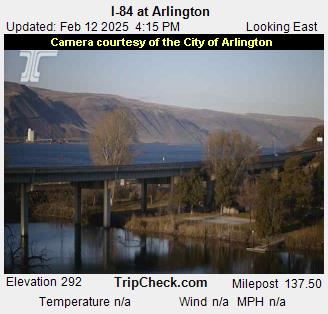 I-84 at Arlington
Updated: Feb 12 2025 4:15 PM Looking East
Camera courtesy of the City of Arlington
Elevation 292 TripCheck.com Milepost 137.50
Temperature n/a Wind n/a MPH n/a